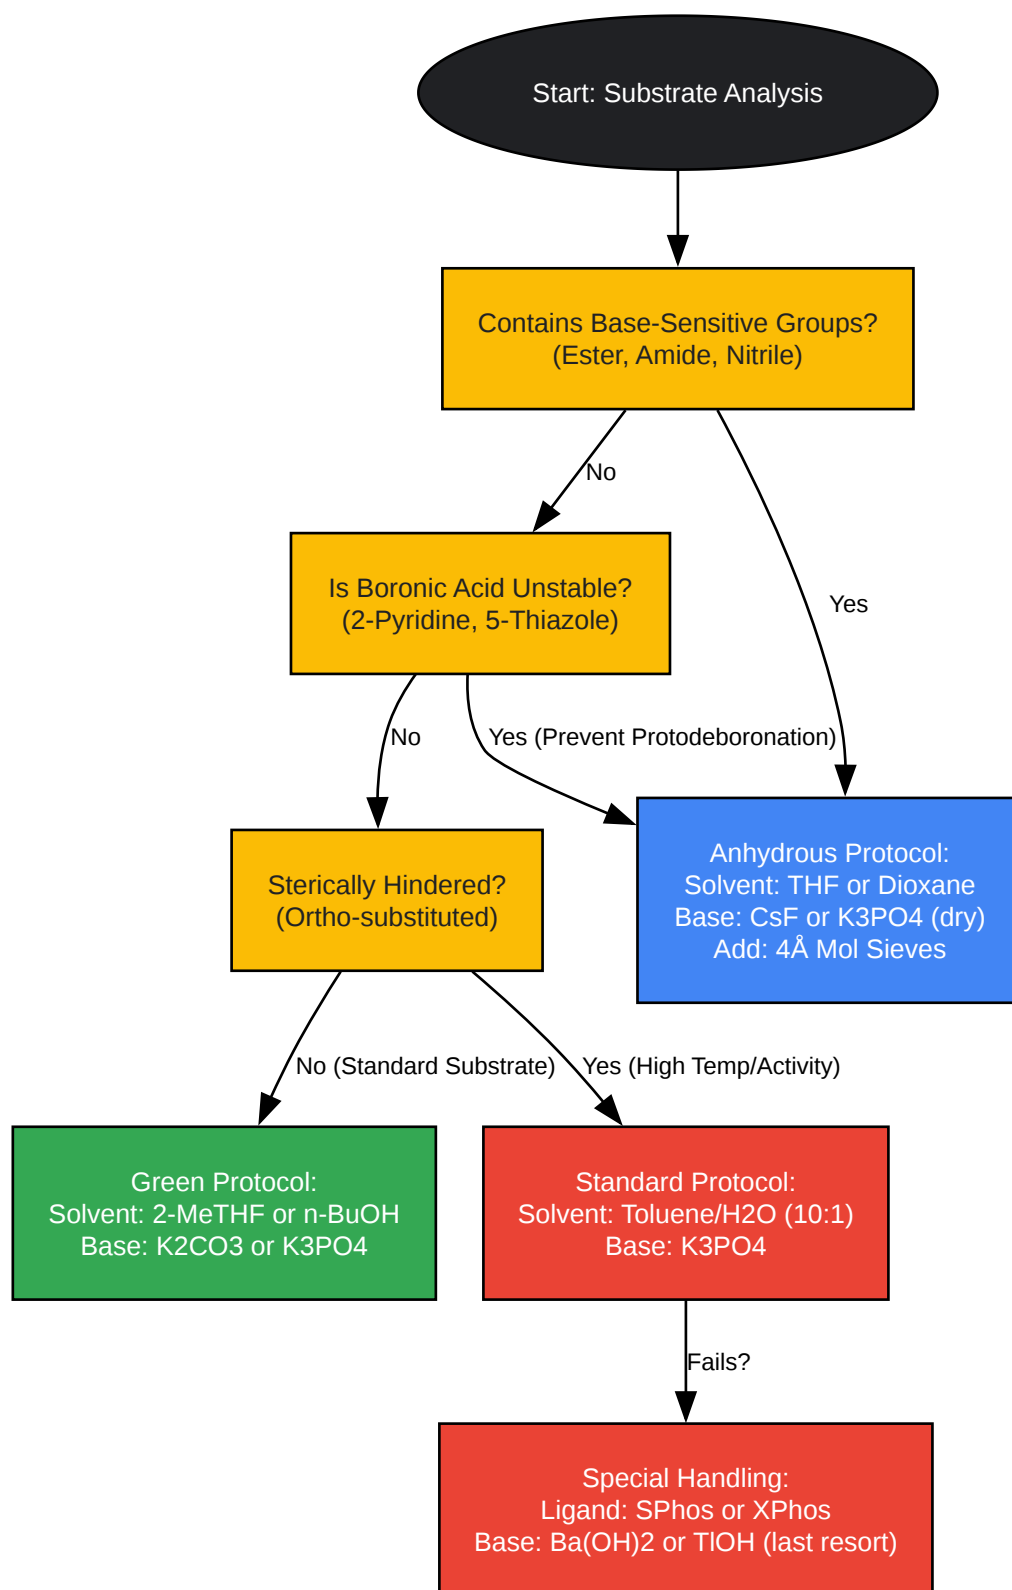 Start: Substrate Analysis
Contains Base-Sensitive Groups?
(Ester, Amide, Nitrile)
No
Yes
Is Boronic Acid Unstable?
(2-Pyridine, 5-Thiazole)
No
Yes (Prevent Protodeboronation)
Anhydrous Protocol:
Solvent: THF or Dioxane
Base: CsF or K3PO4 (dry)
Add: 4Å Mol Sieves
Sterically Hindered?
(Ortho-substituted)
No (Standard Substrate)
Yes (High Temp/Activity)
Green Protocol:
Solvent: 2-MeTHF or n-BuOH
Base: K2CO3 or K3PO4
Standard Protocol:
Solvent: Toluene/H2O (10:1)
Base: K3PO4
Fails?
Special Handling:
Ligand: SPhos or XPhos
Base: Ba(OH)2 or TlOH (last resort)